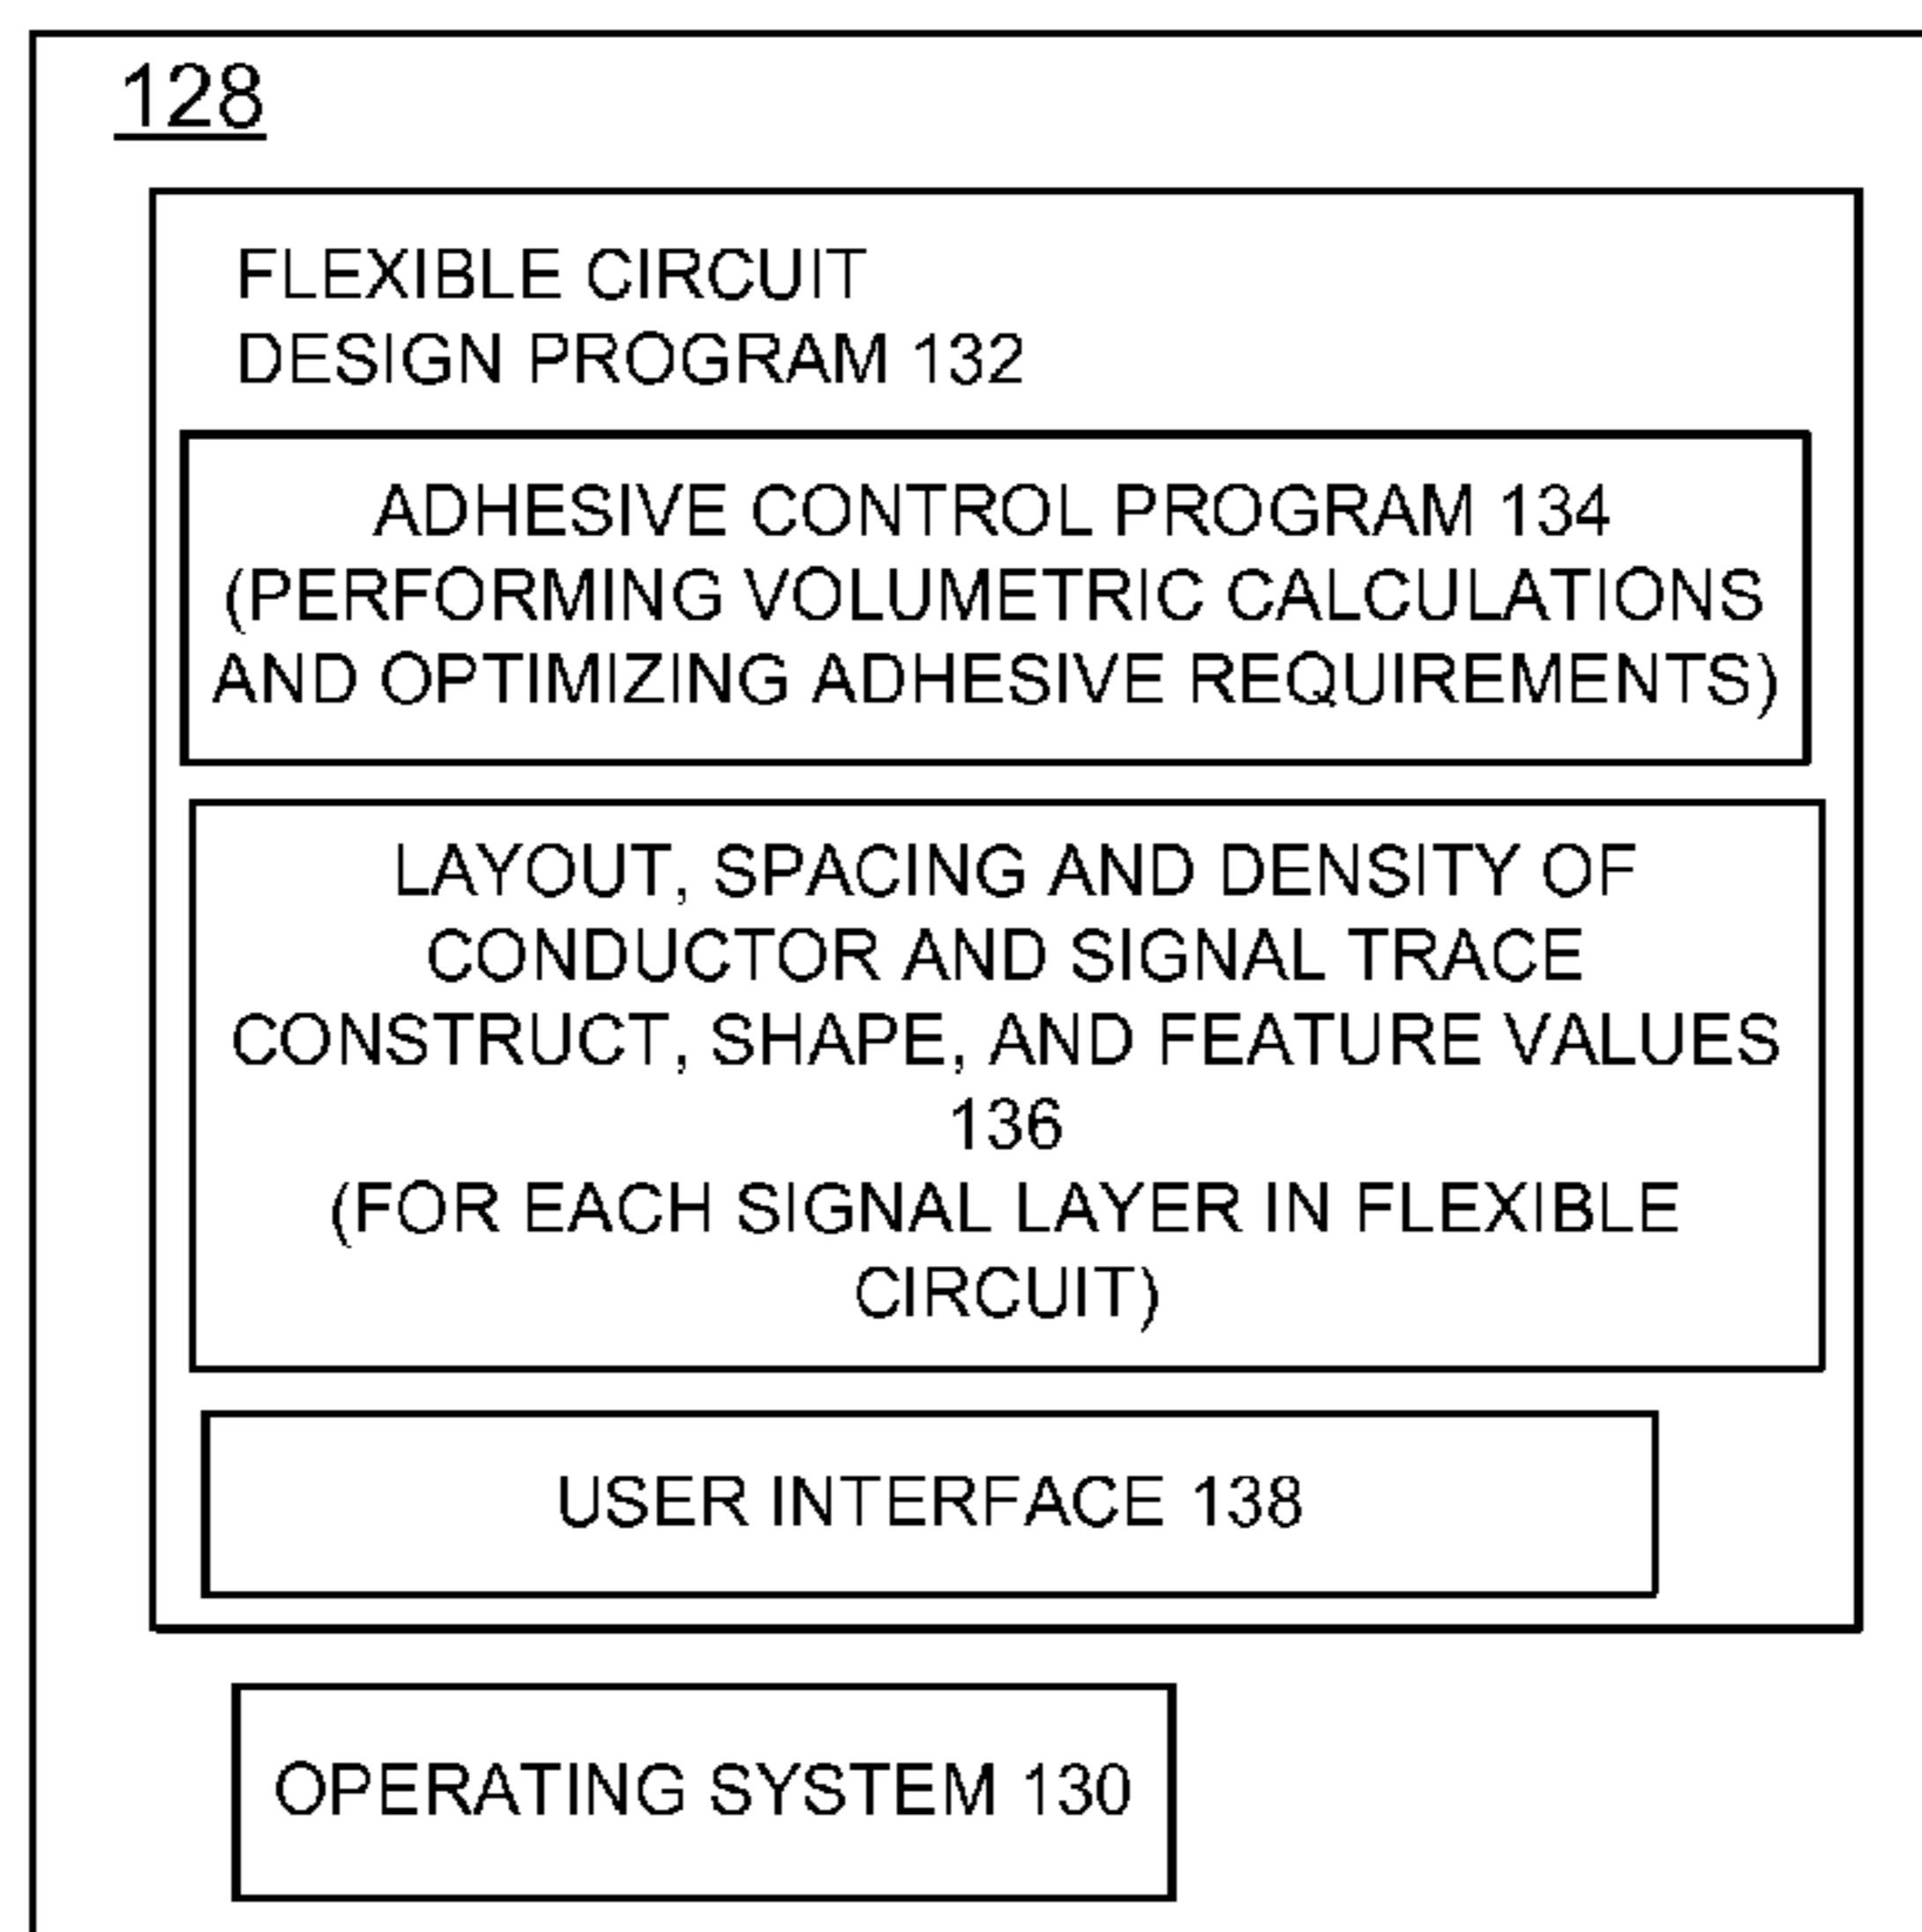 128
FLEXIBLE CIRCUIT
DESIGN PROGRAM 132
ADHESIVE CONTROL PROGRAM 134
(PERFORMING VOLUMETRIC CALCULATIONS
AND OPTIMIZING ADHESIVE REQUIREMENTS)
LAYOUT, SPACING AND DENSITY OF
CONDUCTOR AND SIGNAL TRACE
CONSTRUCT, SHAPE, AND FEATURE VALUES
136
(FOR EACH SIGNAL LAYER IN FLEXIBLE
CIRCUIT)
USER INTERFACE 138
OPERATING SYSTEM 130